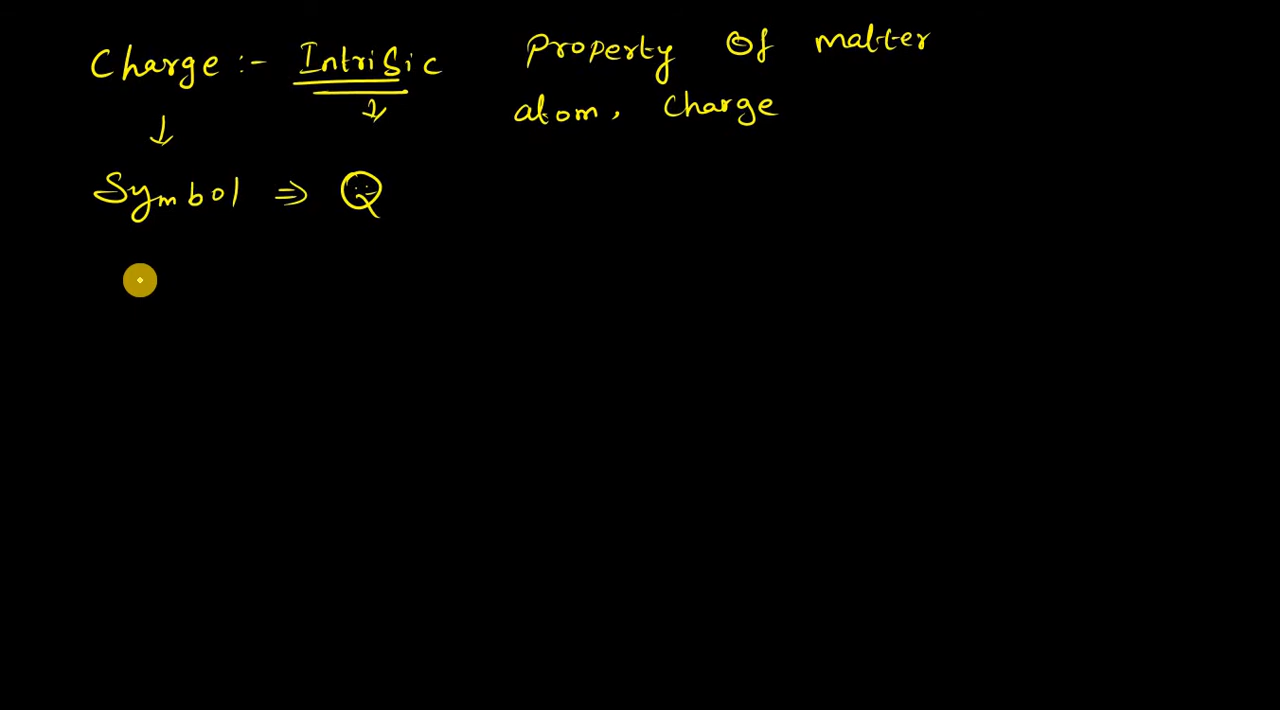 Charge :- Intrisic property of matter
atom, charge
Symbol ⇒ Q